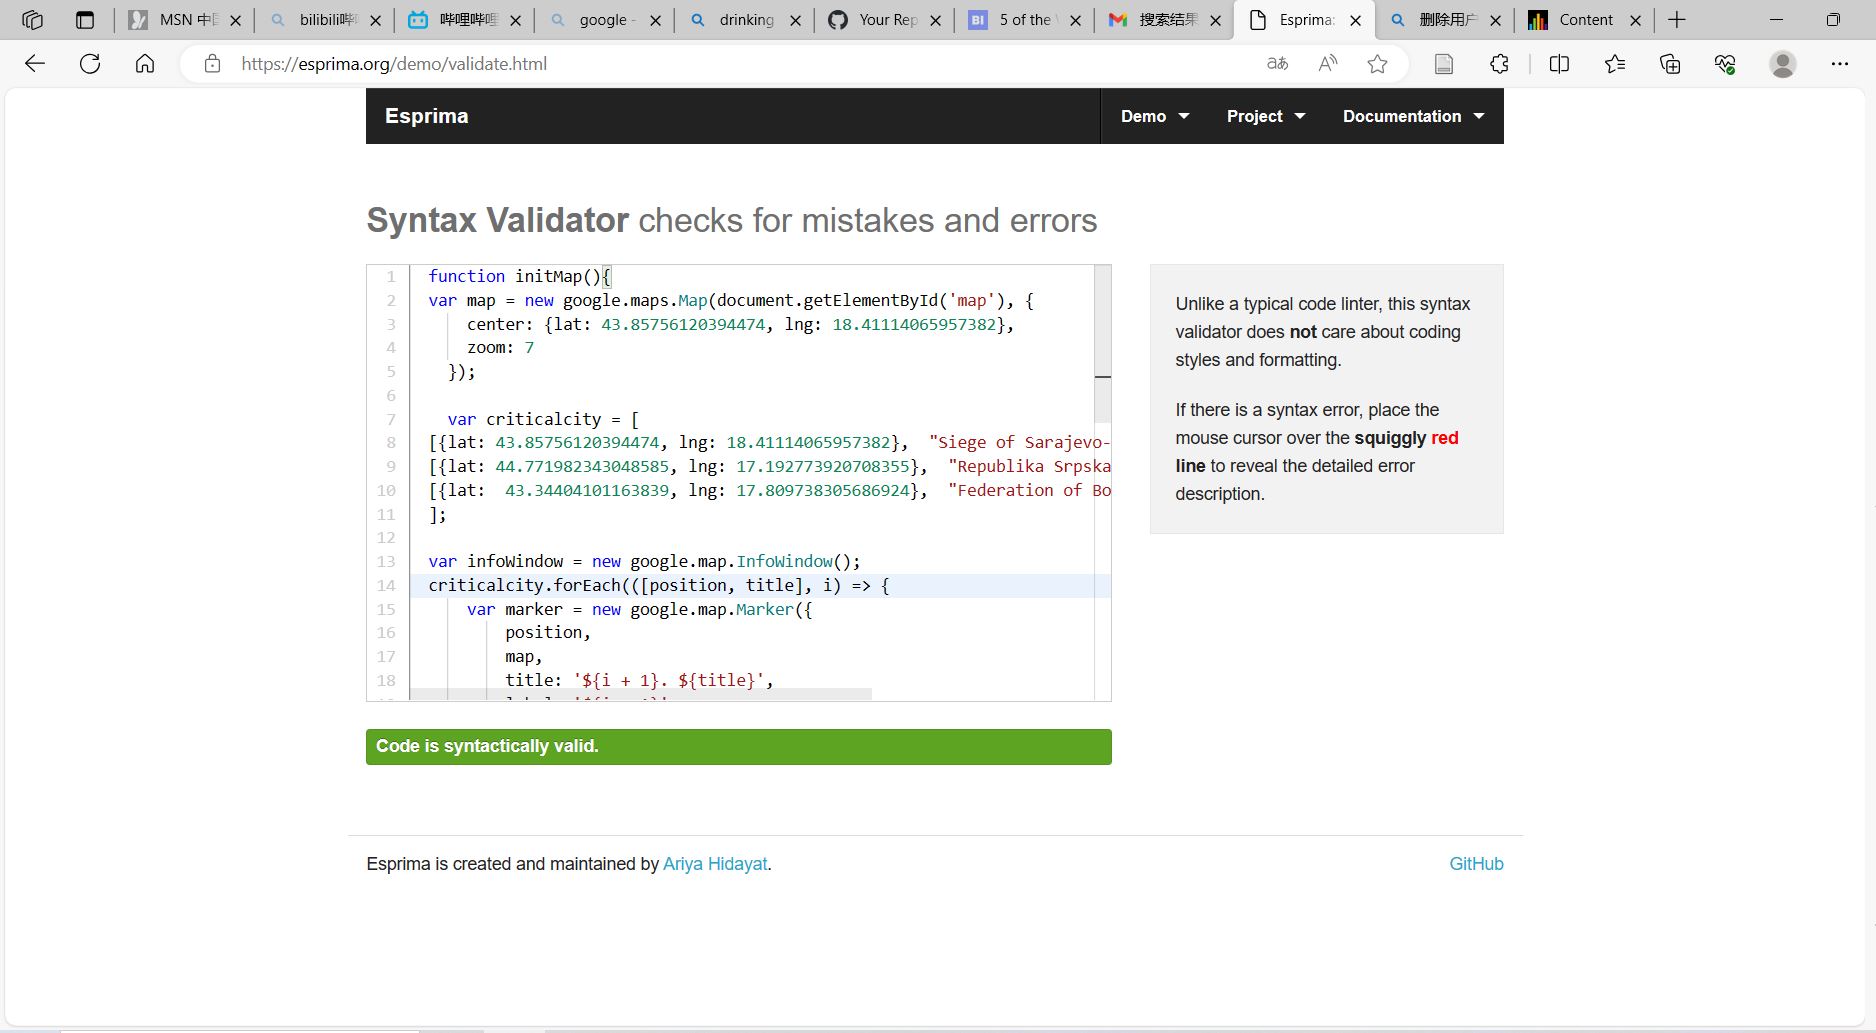 MSN 中
bilibili哔
哔哩哔哩
google -
drinking
Your Rep
5 of the
搜索结果
Esprima:
删除用户
Content
https://esprima.org/demo/validate.html
Esprima
Demo
Project
Documentation
Syntax Validator checks for mistakes and errors
1 function initMap(){
2 var map = new google.maps.Map(document.getElementById('map'), {
3 center: {lat: 43.85756120394474, lng: 18.41114065957382},
4 zoom: 7
5 });
6
7 var criticalcity = [
8 [{lat: 43.85756120394474, lng: 18.41114065957382}, "Siege of Sarajevo-
9 [{lat: 44.771982343048585, lng: 17.192773920708355}, "Republika Srpska
10 [{lat: 43.34404101163839, lng: 17.809738305686924}, "Federation of Bo
11 ];
12
13 var infoWindow = new google.map.InfoWindow();
14 criticalcity.forEach(([position, title], i) => {
15 var marker = new google.map.Marker({
16 position,
17 map,
18 title: '${i + 1}. ${title}',
Unlike a typical code linter, this syntax
validator does not care about coding
styles and formatting.
If there is a syntax error, place the
mouse cursor over the squiggly red
line to reveal the detailed error
description.
Code is syntactically valid.
Esprima is created and maintained by Ariya Hidayat.
GitHub